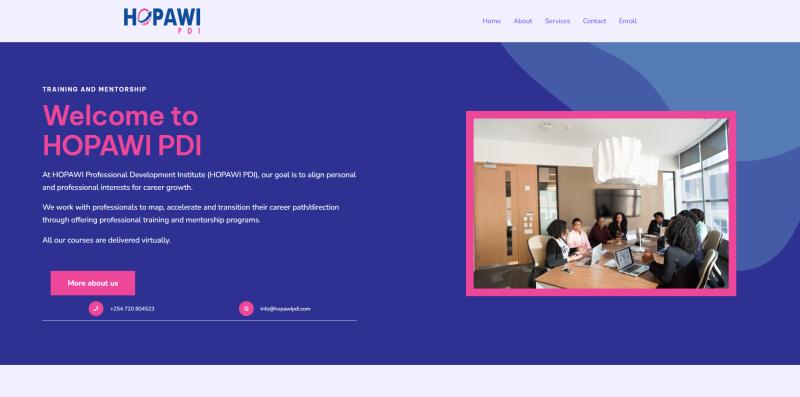 HOPAWI
PDI
Home About Services Contact Enroll
TRAINING AND MENTORSHIP
Welcome to
HOPAWI PDI
At HOPAWI Professional Development Institute (HOPAWI PDI), our goal is to align personal
and professional interests for career growth.
We work with professionals to map, accelerate and transition their career path/direction
through offering professional training and mentorship programs.
All our courses are delivered virtually.
More about us
+254 720 804523
G info@hopawipdi.com